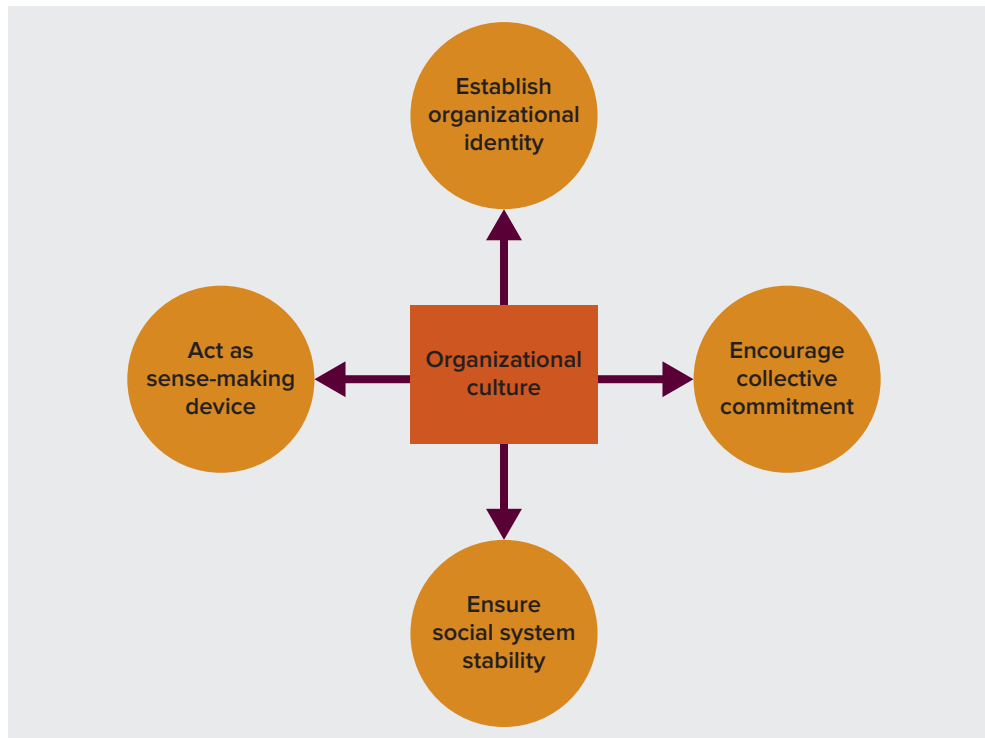 Establish
organizational
identity
Act as
sense-making
device
Organizational
culture
Encourage
collective
commitment
Ensure
social system
stability